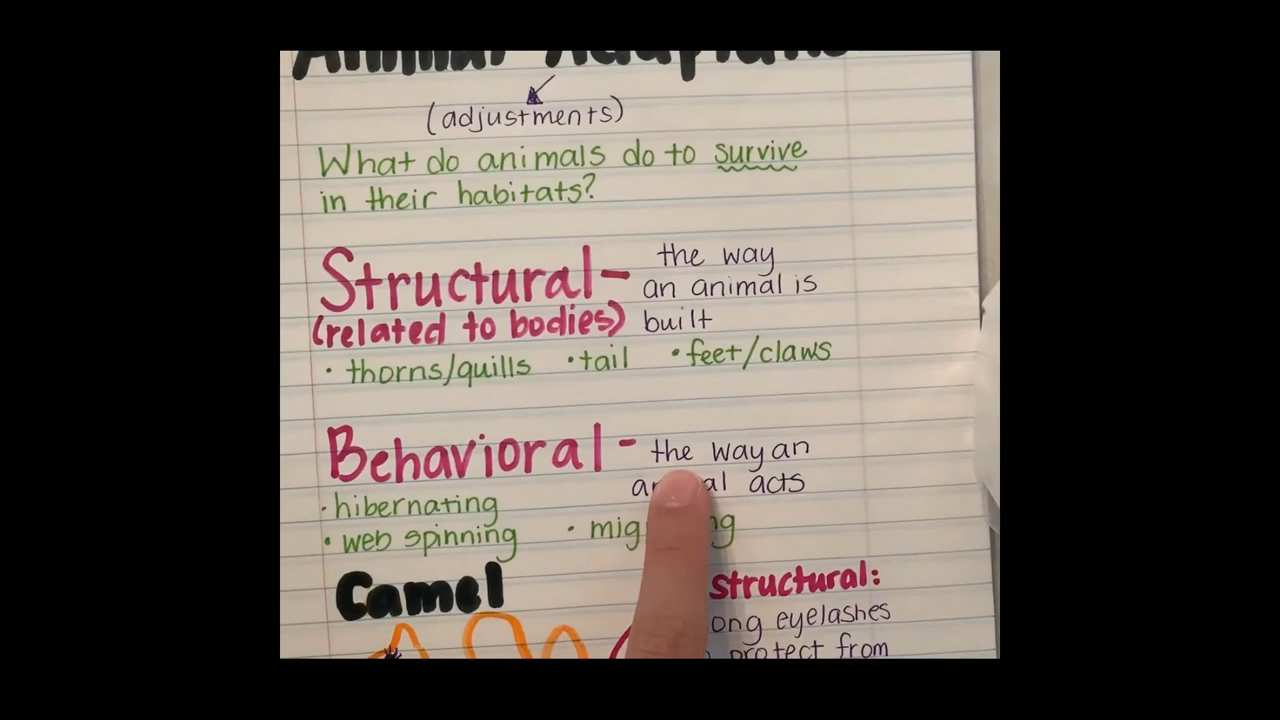 Animal
(adjustments)
What do animals do to survive
in their habitats?
Structural- the way
an animal is
(related to bodies) built
• thorns/quills • tail • feet/claws
Behavioral - the way an
acts
• hibernating
• web spinning •
Camel
structural:
eyelashes
protect from